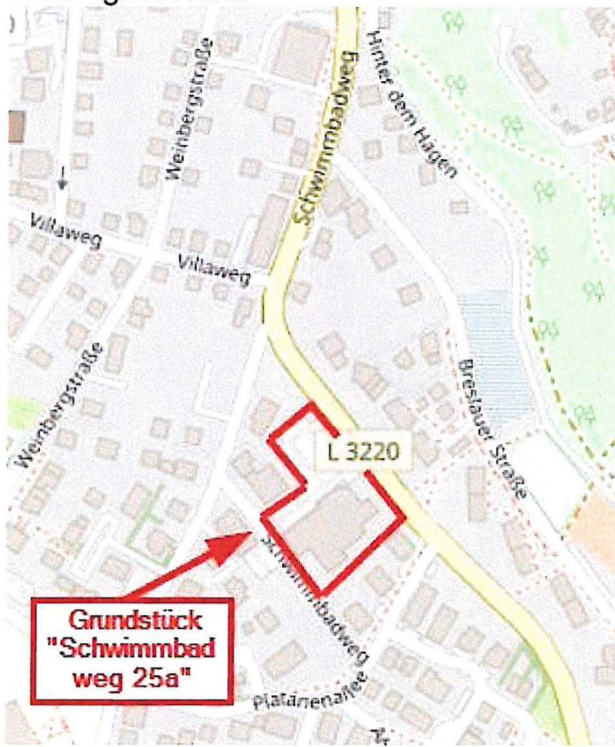 Weinbergstraße
Schwimmbadweg
Hinter dem Hagen
Villaweg
Villaweg
Weinbergstraße
Breslauer Straße
L 3220
Schwimmbadweg
Grundstück
"Schwimmbad
weg 25a"
Platanenallee